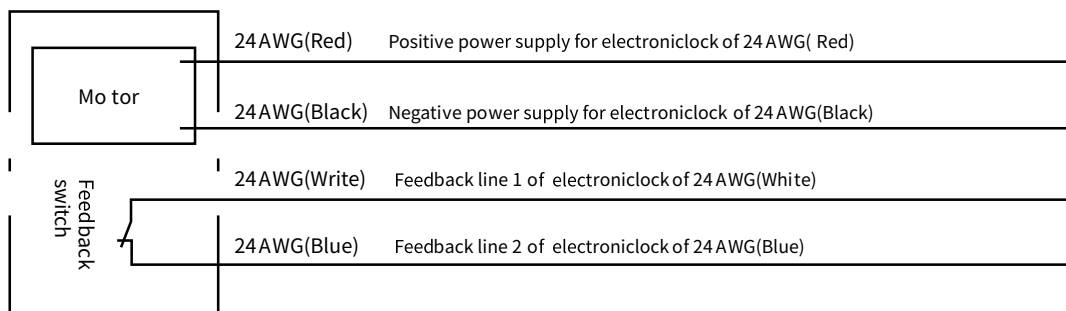 24AWG(Red) Positive power supply for electroniclock of 24AWG( Red)
Mo tor
24AWG(Black) Negative power supply for electroniclock of 24AWG(Black)
24AWG(Write) Feedback line 1 of electroniclock of 24AWG(White)
Feedback
switch
24AWG(Blue) Feedback line 2 of electroniclock of 24AWG(Blue)